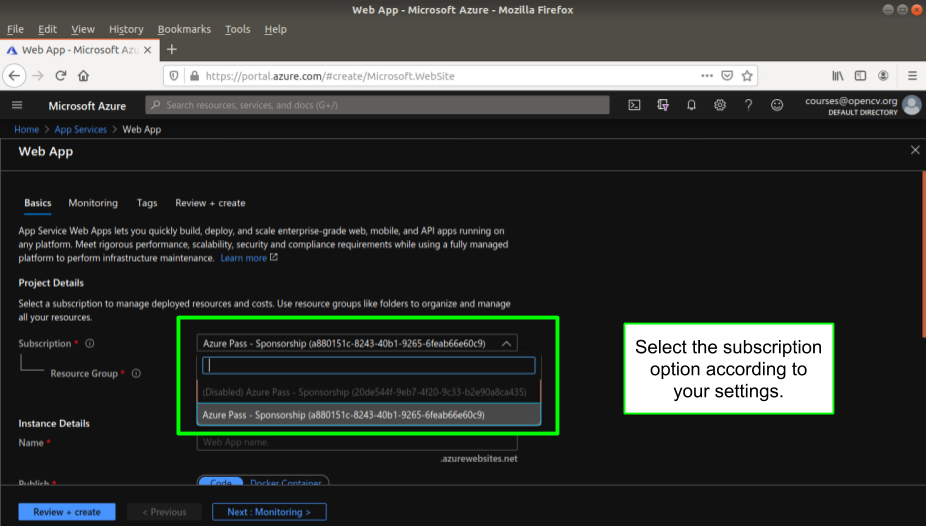 Web App - Microsoft Azure - Mozilla Firefox
File Edit View History Bookmarks Tools Help
Web App - Microsoft Azu
https://portal.azure.com/#create/Microsoft.WebSite
Microsoft Azure
Search resources, services, and docs (G+/)
courses@opencv.org
DEFAULT DIRECTORY
Home > App Services > Web App
Web App
Basics Monitoring Tags Review + create
App Service Web Apps lets you quickly build, deploy, and scale enterprise-grade web, mobile, and API apps running on
any platform. Meet rigorous performance, scalability, security and compliance requirements while using a fully managed
platform to perform infrastructure maintenance. Learn more
Project Details
Select a subscription to manage deployed resources and costs. Use resource groups like folders to organize and manage
all your resources.
Subscription *
Azure Pass - Sponsorship (a880151c-8243-40b1-9265-6feab66e60c9)
Resource Group *
(Disabled) Azure Pass - Sponsorship (20de544f-9eb7-4f20-9c33-b2e90a8ca435)
Azure Pass - Sponsorship (a880151c-8243-40b1-9265-6feab66e60c9)
Select the subscription
option according to
your settings.
Instance Details
Name *
Web App name.
.azurewebsites.net
Publish *
Code Docker Container
Review + create
< Previous
Next : Monitoring >